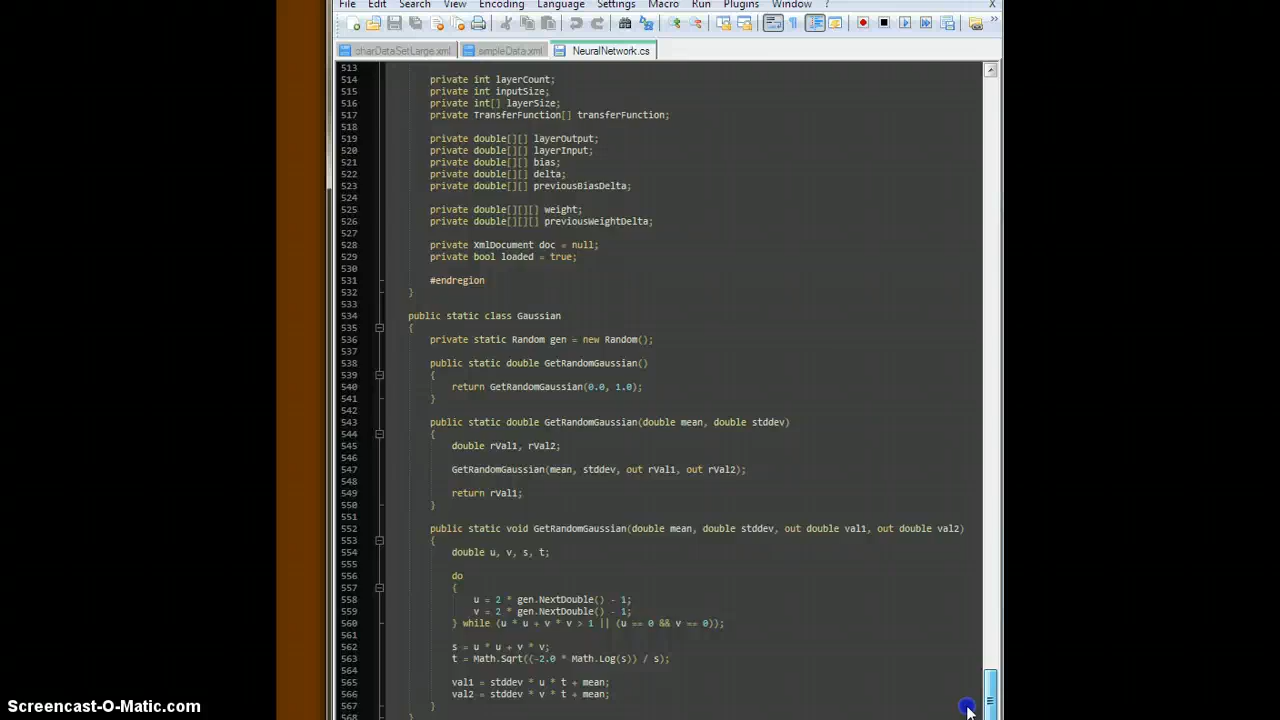 File Edit Search View Encoding Language Settings Macro Run Plugins Window ? X
charDataSetLarge.xml simpleData.xml NeuralNetwork.cs
513
514 private int layerCount;
515 private int inputSize;
516 private int[] layerSize;
517 private TransferFunction[] transferFunction;
518
519 private double[][] layerOutput;
520 private double[][] layerInput;
521 private double[][] bias;
522 private double[][] delta;
523 private double[][] previousBiasDelta;
524
525 private double[][][] weight;
526 private double[][][] previousWeightDelta;
527
528 private XmlDocument doc = null;
529 private bool loaded = true;
530
531 #endregion
532 }
533
534 public static class Gaussian
535 {
536 private static Random gen = new Random();
537
538 public static double GetRandomGaussian()
539 {
540 return GetRandomGaussian(0.0, 1.0);
541 }
542
543 public static double GetRandomGaussian(double mean, double stddev)
544 {
545 double rVal1, rVal2;
546
547 GetRandomGaussian(mean, stddev, out rVal1, out rVal2);
548
549 return rVal1;
550 }
551
552 public static void GetRandomGaussian(double mean, double stddev, out double val1, out double val2)
553 {
554 double u, v, s, t;
555
556 do
557 {
558 u = 2 * gen.NextDouble() - 1;
559 v = 2 * gen.NextDouble() - 1;
560 } while (u * u + v * v > 1 || (u == 0 && v == 0));
561
562 s = u * u + v * v;
563 t = Math.Sqrt((-2.0 * Math.Log(s)) / s);
564
565 val1 = stddev * u * t + mean;
566 val2 = stddev * v * t + mean;
567 }
568 }
Screencast-O-Matic.com